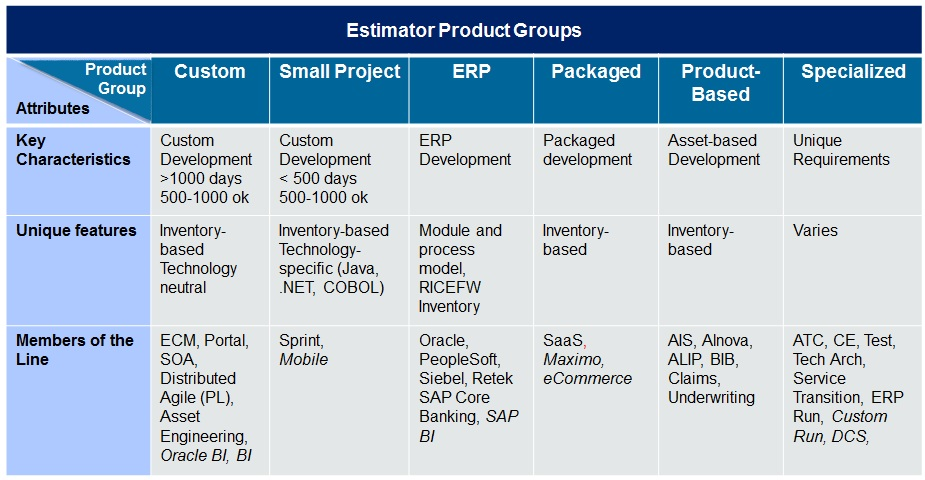 Estimator Product Groups
Product
Group
Attributes
Custom
Small Project
ERP
Packaged
Product-
Based
Specialized
Key
Characteristics
Custom
Development
>1000 days
500-1000 ok
Custom
Development
< 500 days
500-1000 ok
ERP
Development
Packaged
development
Asset-based
Development
Unique
Requirements
Unique features
Inventory-
based
Technology
neutral
Inventory-based
Technology-
specific (Java,
.NET, COBOL)
Module and
process
model,
RICEFW
Inventory
Inventory-
based
Inventory-
based
Varies
Members of the
Line
ECM, Portal,
SOA,
Distributed
Agile (PL),
Asset
Engineering,
Oracle BI, BI
Sprint,
Mobile
Oracle,
PeopleSoft,
Siebel, Retek
SAP Core
Banking, SAP
BI
SaaS,
Maximo,
eCommerce
AIS, Alnova,
ALIP, BIB,
Claims,
Underwriting
ATC, CE, Test,
Tech Arch,
Service
Transition, ERP
Run, Custom
Run, DCS,